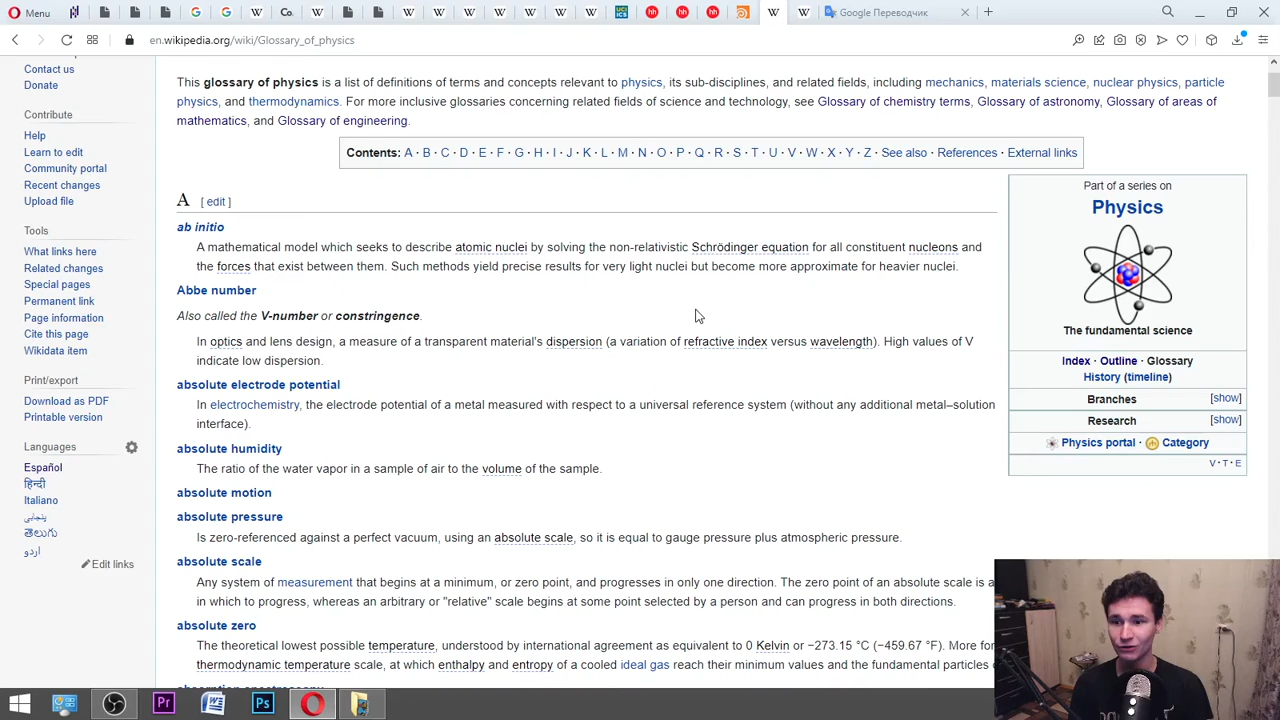 Menu
Co.
UCI ICS
hh
hh
hh
Google Переводчик
en.wikipedia.org/wiki/Glossary_of_physics
Contact us
Donate
Contribute
Help
Learn to edit
Community portal
Recent changes
Upload file
Tools
What links here
Related changes
Special pages
Permanent link
Page information
Cite this page
Wikidata item
Print/export
Download as PDF
Printable version
Languages
Español
हिन्दी
Italiano
پنجابی
తెలుగు
اردو
Edit links
This glossary of physics is a list of definitions of terms and concepts relevant to physics, its sub-disciplines, and related fields, including mechanics, materials science, nuclear physics, particle
physics, and thermodynamics. For more inclusive glossaries concerning related fields of science and technology, see Glossary of chemistry terms, Glossary of astronomy, Glossary of areas of
mathematics, and Glossary of engineering.
Contents: A · B · C · D · E · F · G · H · I · J · K · L · M · N · O · P · Q · R · S · T · U · V · W · X · Y · Z · See also · References · External links
A [ edit ]
ab initio
A mathematical model which seeks to describe atomic nuclei by solving the non-relativistic Schrödinger equation for all constituent nucleons and
the forces that exist between them. Such methods yield precise results for very light nuclei but become more approximate for heavier nuclei.
Abbe number
Also called the V-number or constringence.
In optics and lens design, a measure of a transparent material's dispersion (a variation of refractive index versus wavelength). High values of V
indicate low dispersion.
absolute electrode potential
In electrochemistry, the electrode potential of a metal measured with respect to a universal reference system (without any additional metal–solution
interface).
absolute humidity
The ratio of the water vapor in a sample of air to the volume of the sample.
absolute motion
absolute pressure
Is zero-referenced against a perfect vacuum, using an absolute scale, so it is equal to gauge pressure plus atmospheric pressure.
absolute scale
Any system of measurement that begins at a minimum, or zero point, and progresses in only one direction. The zero point of an absolute scale is a
in which to progress, whereas an arbitrary or "relative" scale begins at some point selected by a person and can progress in both directions.
absolute zero
The theoretical lowest possible temperature, understood by international agreement as equivalent to 0 Kelvin or −273.15 °C (−459.67 °F). More for
thermodynamic temperature scale, at which enthalpy and entropy of a cooled ideal gas reach their minimum values and the fundamental particles
Part of a series on
Physics
The fundamental science
Index · Outline · Glossary
History (timeline)
Branches [show]
Research [show]
Physics portal · Category
V · T · E
Pr
W
Ps